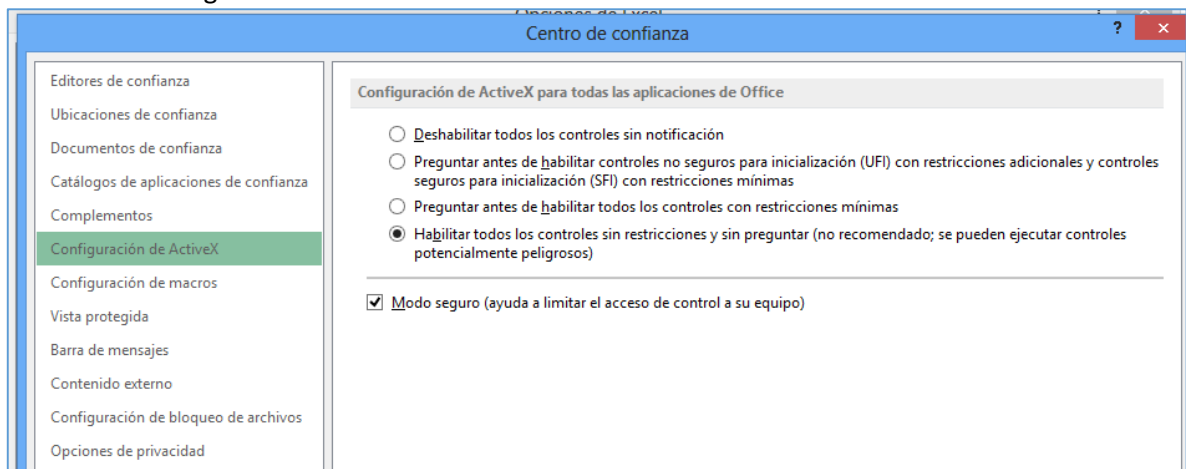 Opciones de Excel
Centro de confianza
?
Editores de confianza
Ubicaciones de confianza
Documentos de confianza
Catálogos de aplicaciones de confianza
Complementos
Configuración de ActiveX
Configuración de macros
Vista protegida
Barra de mensajes
Contenido externo
Configuración de bloqueo de archivos
Opciones de privacidad
Configuración de ActiveX para todas las aplicaciones de Office
Deshabilitar todos los controles sin notificación
Preguntar antes de habilitar controles no seguros para inicialización (UFI) con restricciones adicionales y controles
seguros para inicialización (SFI) con restricciones mínimas
Preguntar antes de habilitar todos los controles con restricciones mínimas
Habilitar todos los controles sin restricciones y sin preguntar (no recomendado; se pueden ejecutar controles
potencialmente peligrosos)
Modo seguro (ayuda a limitar el acceso de control a su equipo)